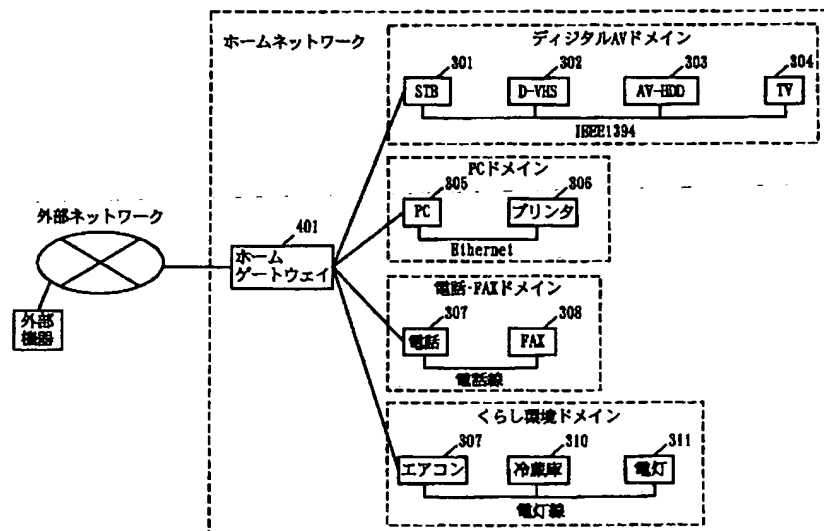 ホームネットワーク
ディジタルAVドメイン
301
302
303
304
STB
D-VHS
AV-HDD
TV
IEEE1394
PCドメイン
305
306
PC
プリンタ
Ethernet
外部ネットワーク
401
ホーム
ゲートウェイ
外部
機器
電話・FAXドメイン
307
308
電話
FAX
電話線
くらし環境ドメイン
307
310
311
エアコン
冷蔵庫
電灯
電灯線